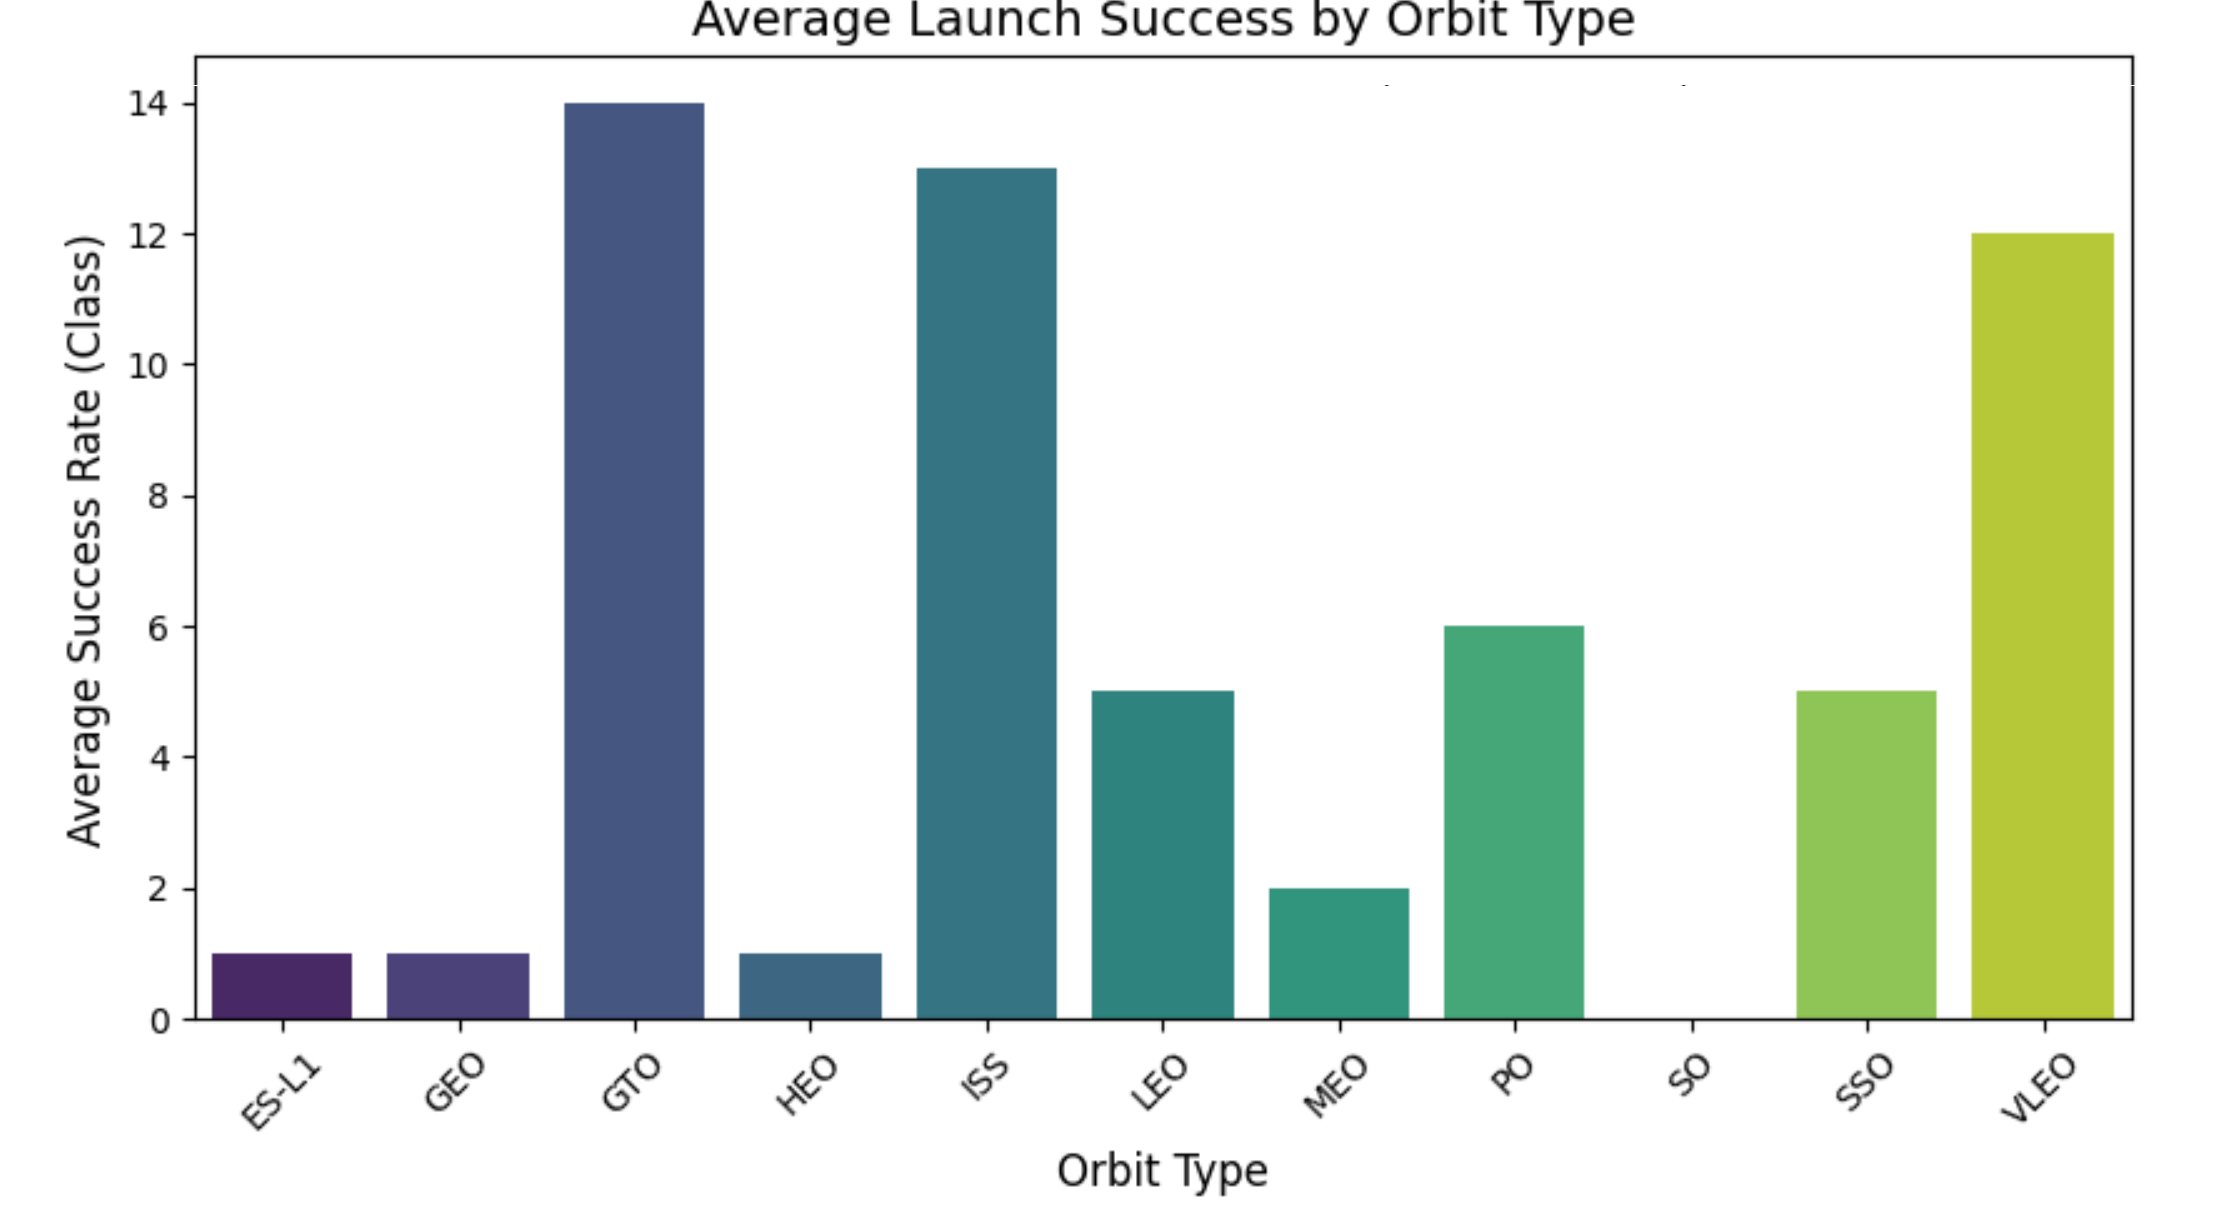 Average Launch Success by Orbit Type
14
12
10
8
6
4
2
0
Average Success Rate (Class)
ES-L1
GEO
GTO
HEO
ISS
LEO
MEO
PO
SO
SSO
VLEO
Orbit Type